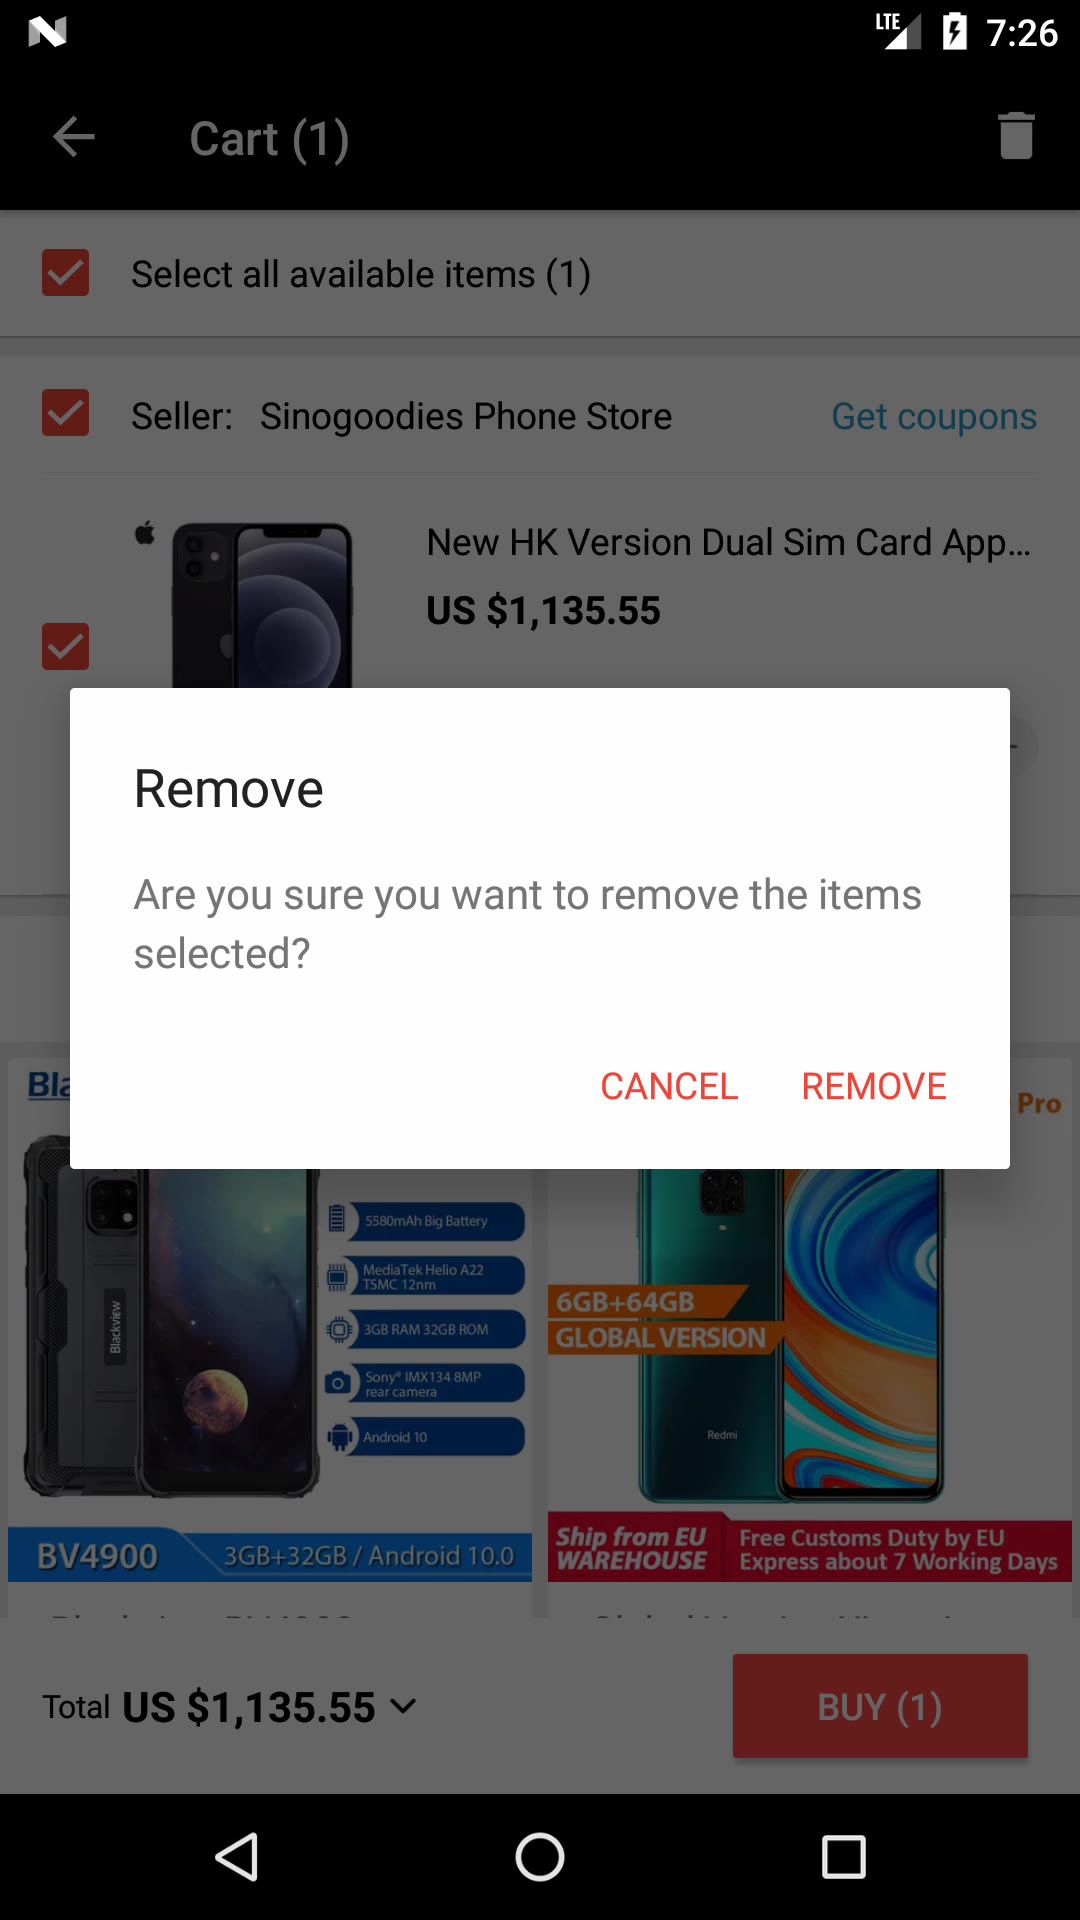 LTE 7:26
Cart (1)
Select all available items (1)
Seller: Sinogoodies Phone Store Get coupons
New HK Version Dual Sim Card App...
US $1,135.55
Remove
Are you sure you want to remove the items
selected?
CANCEL REMOVE
Pro
5580mAh Big Battery
MediaTek Helio A22
TSMC 12nm
3GB RAM 32GB ROM
Sony® IMX134 8MP
rear camera
Android 10
Blackview
BV4900 3GB+32GB / Android 10.0
6GB+64GB
GLOBAL VERSION
Redmi
Ship from EU
WAREHOUSE
Free Customs Duty by EU
Express about 7 Working Days
Total US $1,135.55
BUY (1)